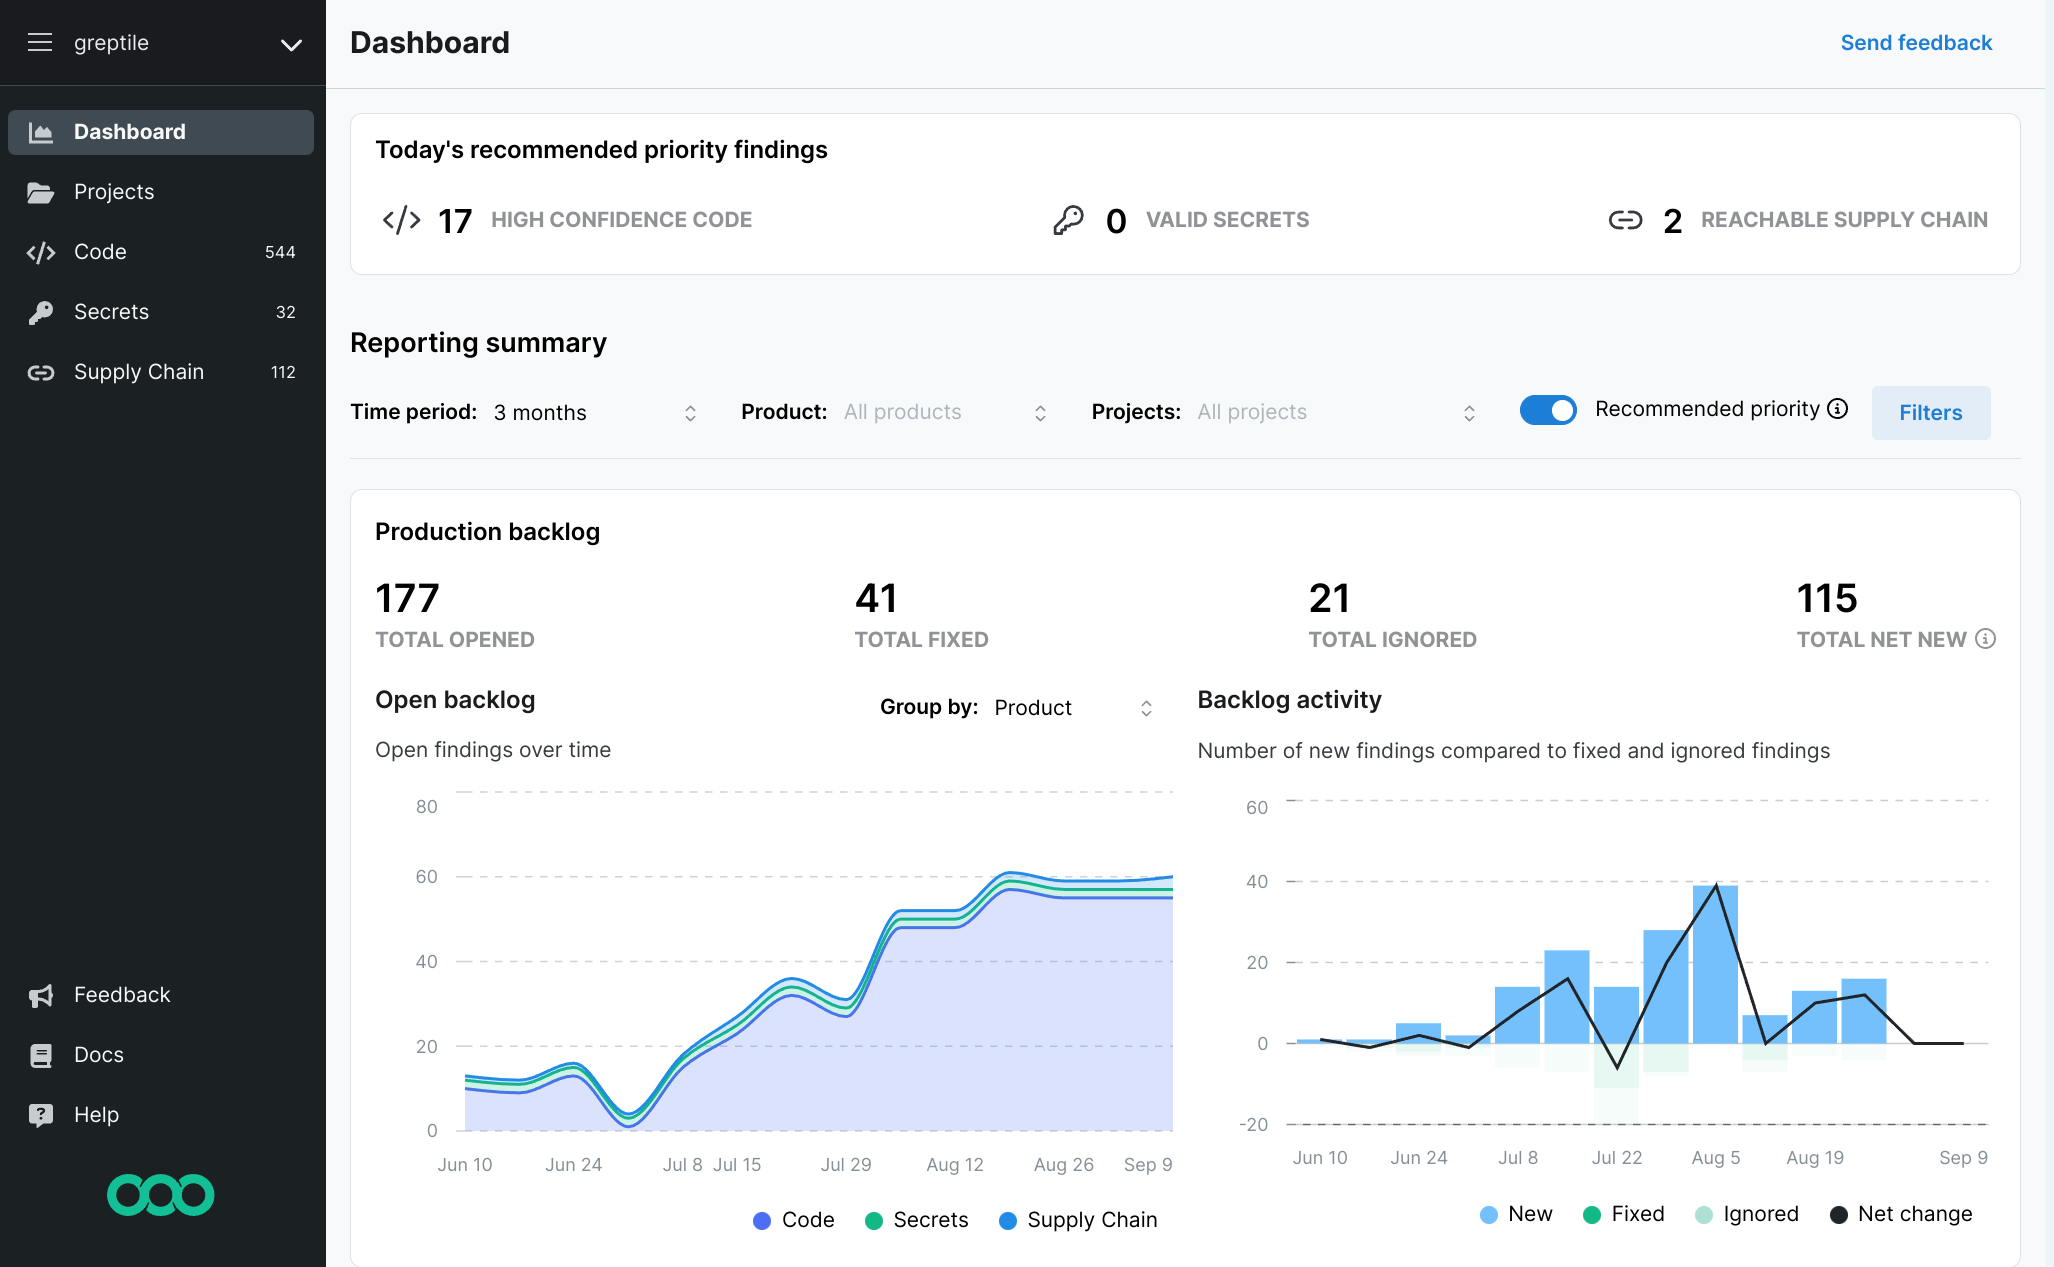 greptile
Dashboard
Projects
Code 544
Secrets 32
Supply Chain 112
Feedback
Docs
Help
Dashboard
Send feedback
Today's recommended priority findings
17 HIGH CONFIDENCE CODE
0 VALID SECRETS
2 REACHABLE SUPPLY CHAIN
Reporting summary
Time period: 3 months
Product: All products
Projects: All projects
Recommended priority
Filters
Production backlog
177
TOTAL OPENED
41
TOTAL FIXED
21
TOTAL IGNORED
115
TOTAL NET NEW
Open backlog
Group by: Product
Open findings over time
80
60
40
20
0
Jun 10 Jun 24 Jul 8 Jul 15 Jul 29 Aug 12 Aug 26 Sep 9
Code Secrets Supply Chain
Backlog activity
Number of new findings compared to fixed and ignored findings
60
40
20
0
-20
Jun 10 Jun 24 Jul 8 Jul 22 Aug 5 Aug 19 Sep 9
New Fixed Ignored Net change